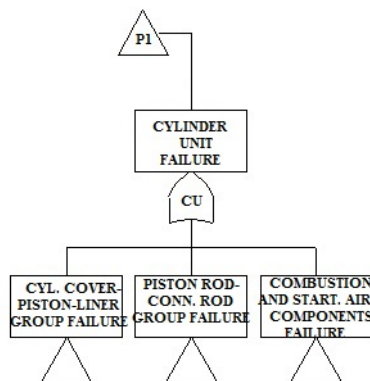 P1
CYLINDER
UNIT
FAILURE
CU
CYL. COVER-
PISTON-LINER
GROUP FAILURE
PISTON ROD-
CONN. ROD
GROUP FAILURE
COMBUSTION
AND START. AIR
COMPONENTS
FAILURE